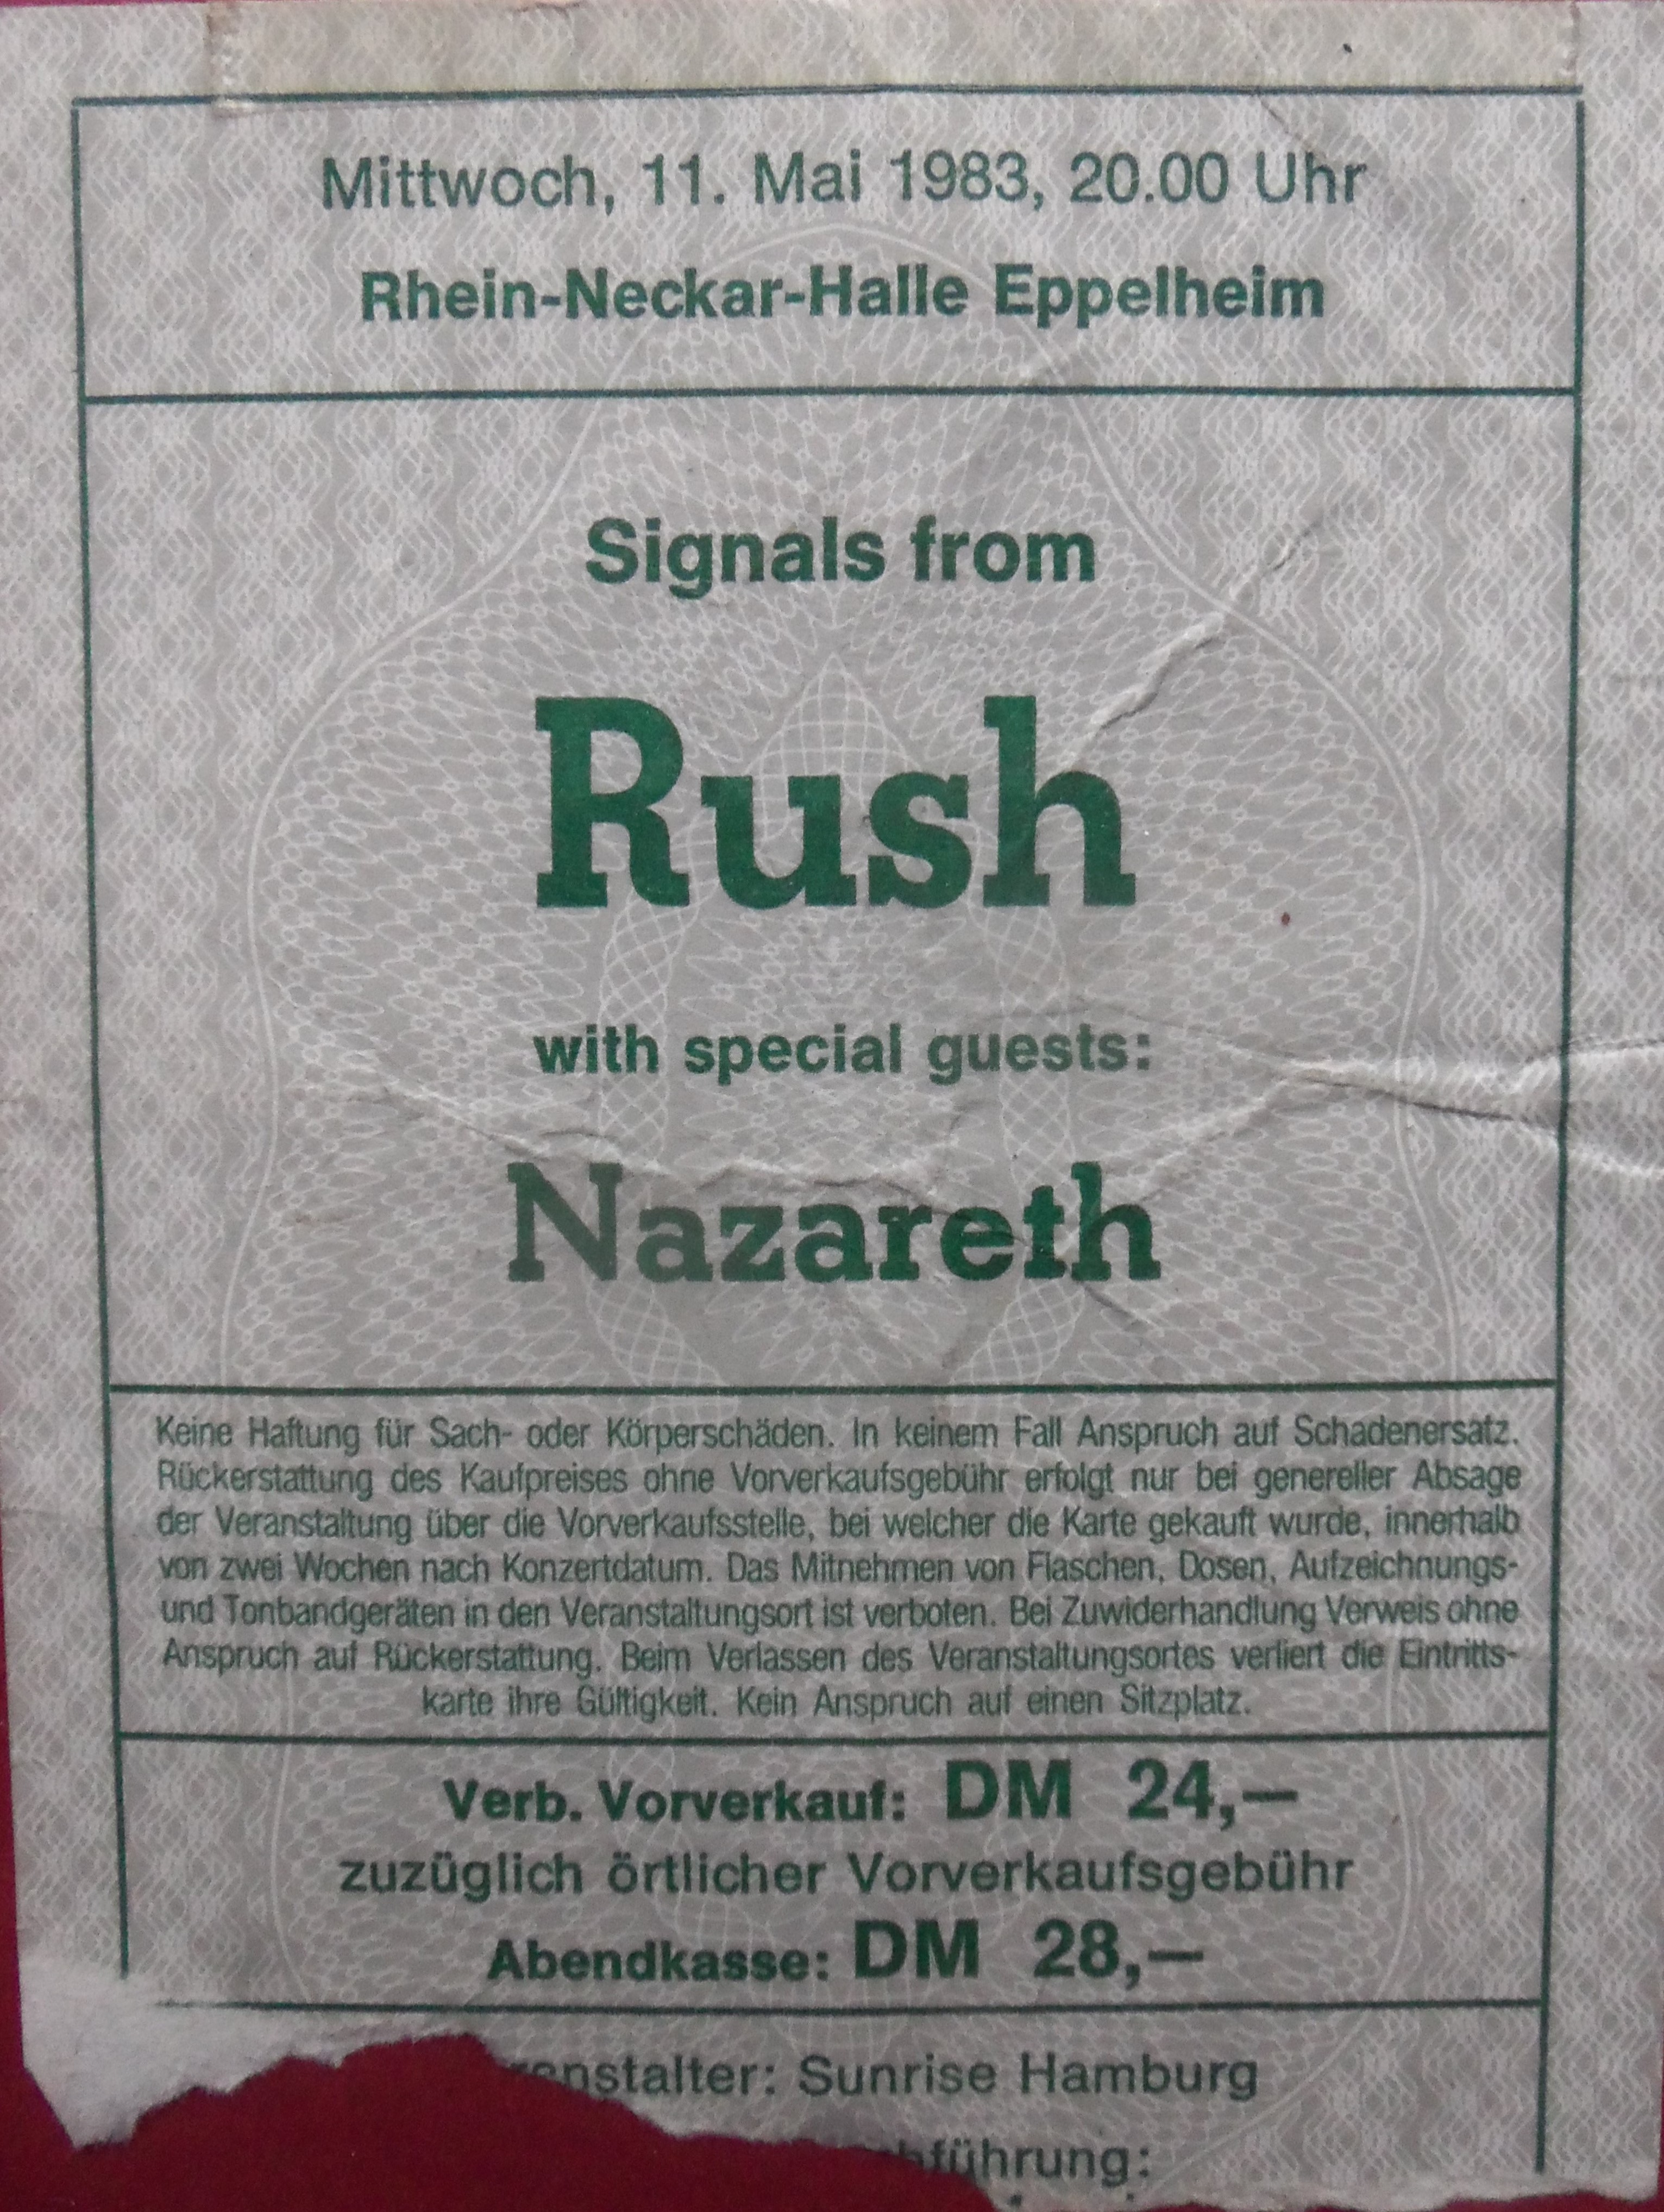 Mittwoch, 11. Mai 1983, 20.00 Uhr
Rhein-Neckar-Halle Eppelheim
Signals from
Rush
with special guests:
Nazareth
Keine Haftung für Sach- oder Körperschäden. In keinem Fall Anspruch auf Schadenersatz.
Rückerstattung des Kaufpreises ohne Vorverkaufsgebühr erfolgt nur bei genereller Absage
der Veranstaltung über die Vorverkaufsstelle, bei welcher die Karte gekauft wurde, innerhalb
von zwei Wochen nach Konzertdatum. Das Mitnehmen von Flaschen, Dosen, Aufzeichnungs-
und Tonbandgeräten in den Veranstaltungsort ist verboten. Bei Zuwiderhandlung Verweis ohne
Anspruch auf Rückerstattung. Beim Verlassen des Veranstaltungsortes verliert die Eintritts-
karte ihre Gültigkeit. Kein Anspruch auf einen Sitzplatz.
Verb. Vorverkauf: DM 24,—
zuzüglich örtlicher Vorverkaufsgebühr
Abendkasse: DM 28,—
nstalter: Sunrise Hamburg
führung: